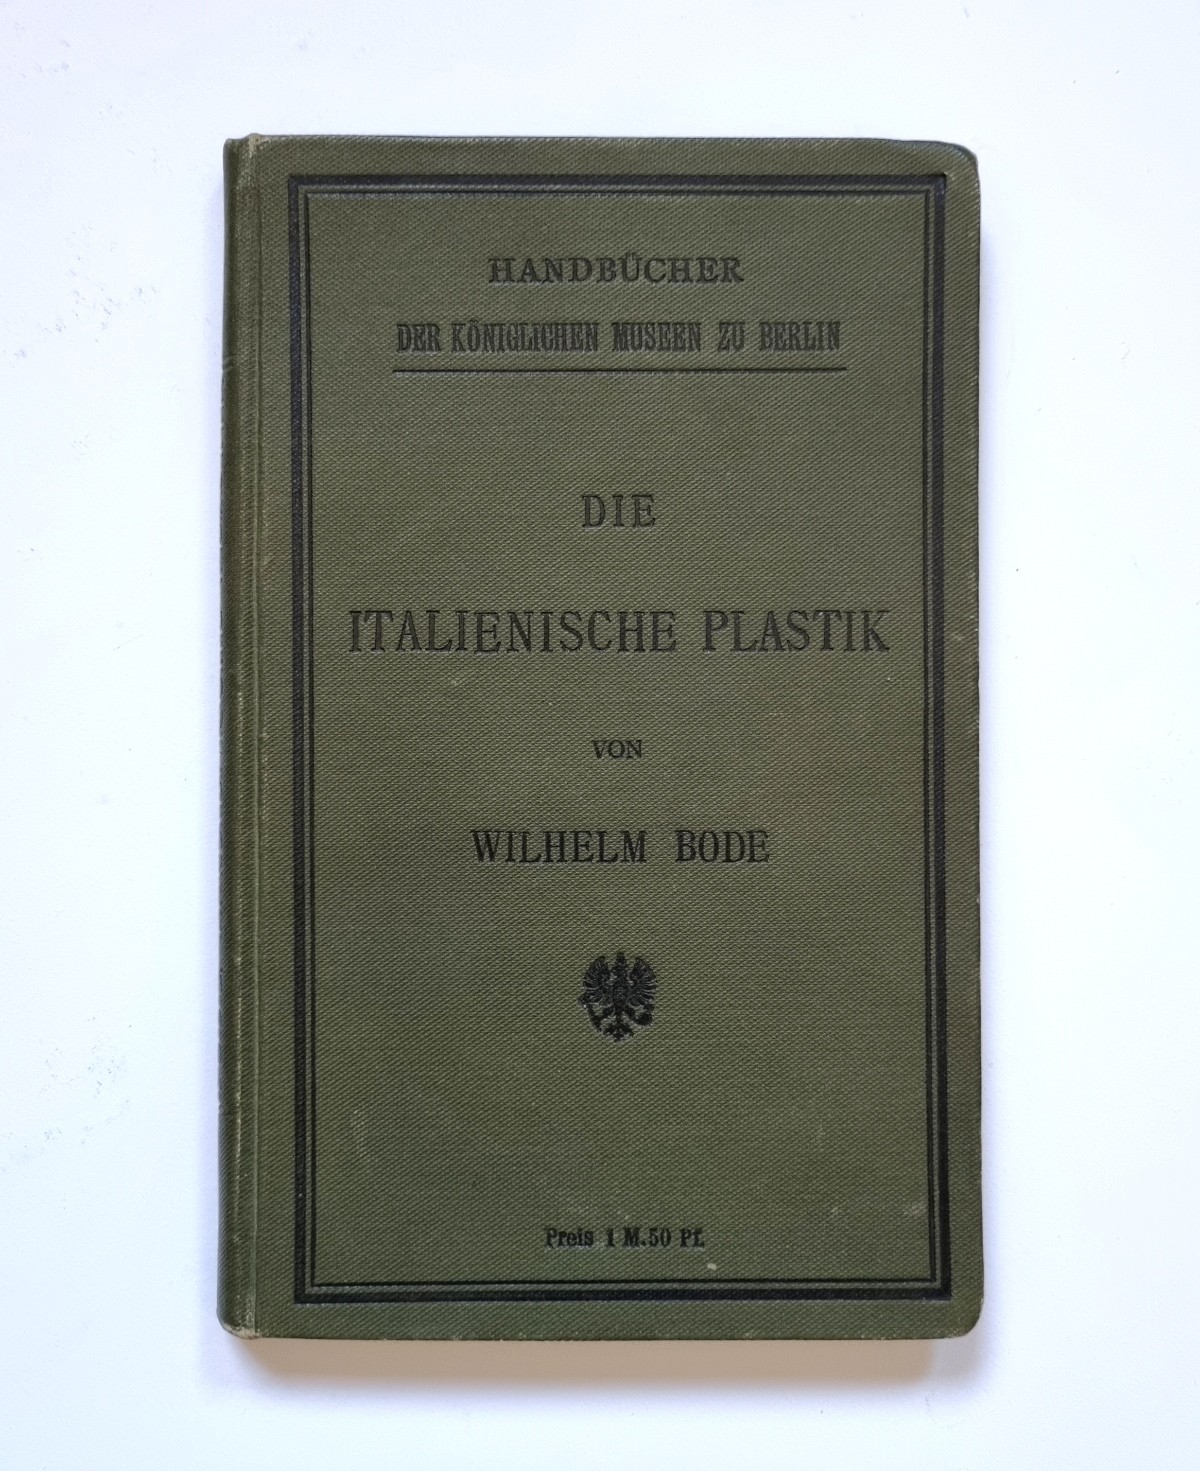 HANDBÜCHER
DER KÖNIGLICHEN MUSEEN ZU BERLIN
DIE
ITALIENISCHE PLASTIK
VON
WILHELM BODE
Preis 1 M.50 Pf.